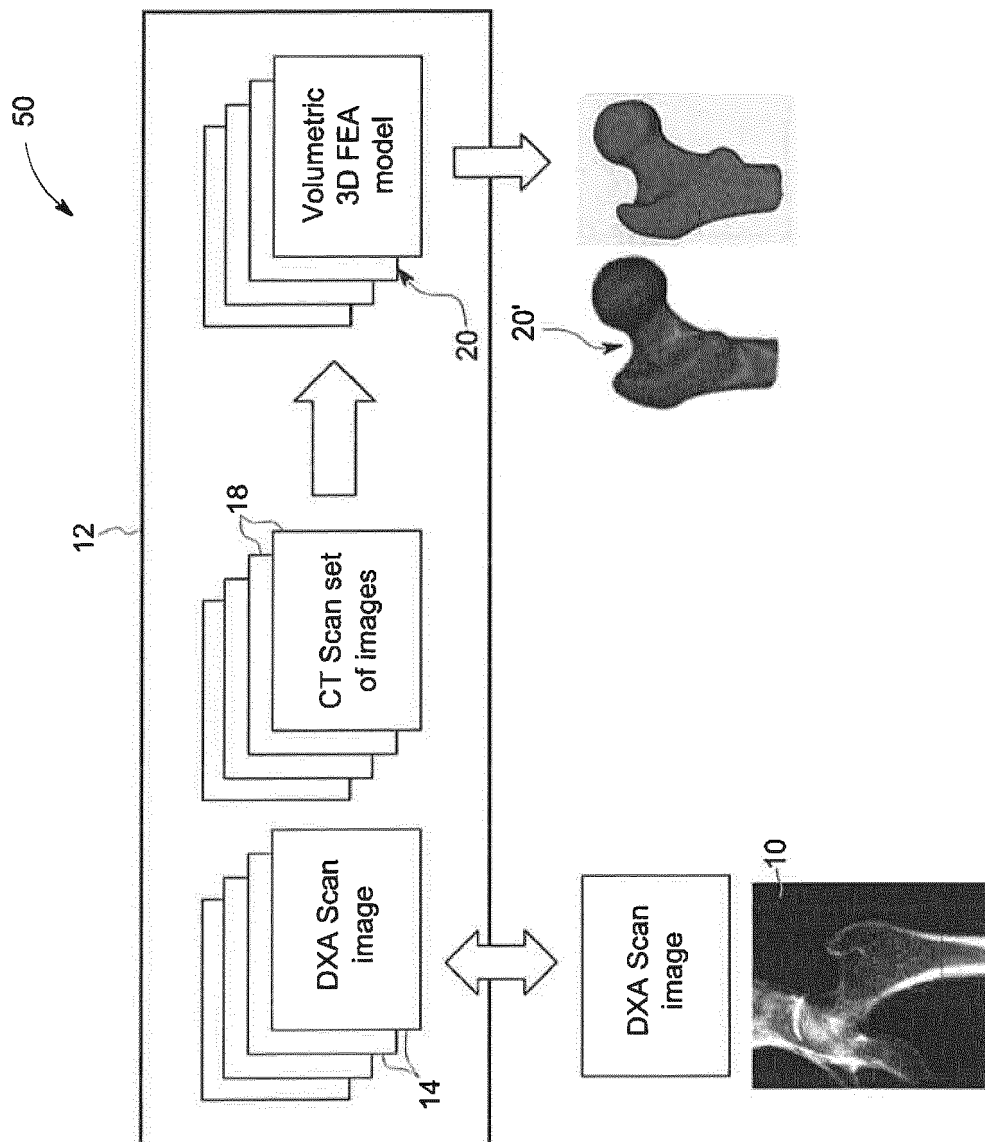 50
12
DXA Scan
image
14
CT Scan set
of images
18
Volumetric
3D FEA
model
20
DXA Scan
image
10
20'